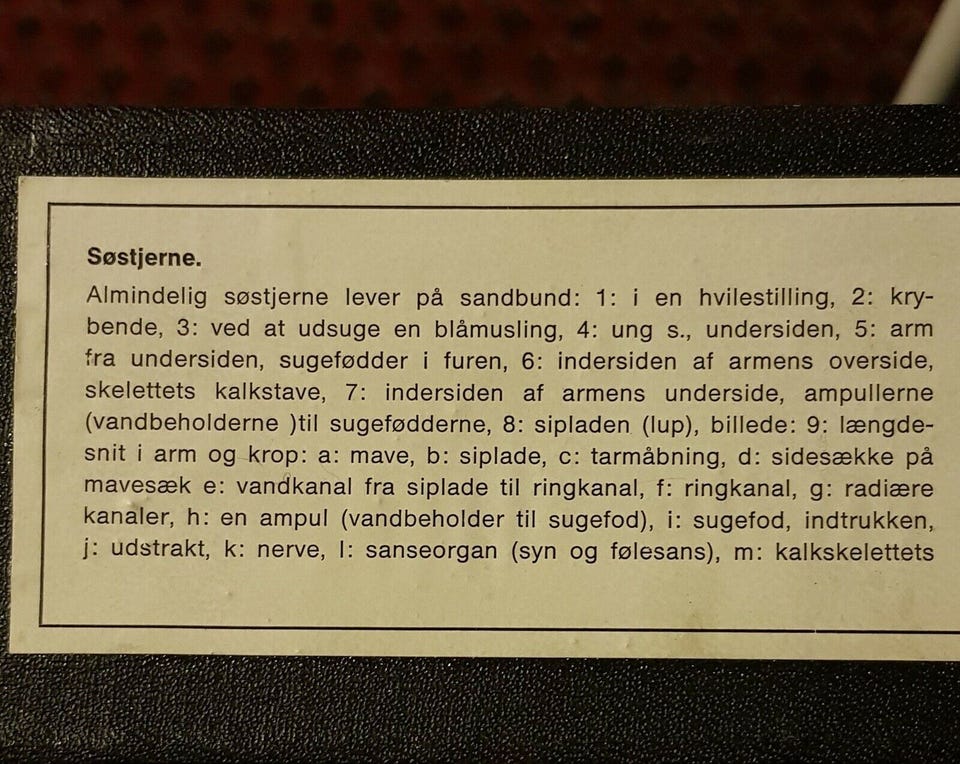 Søstjerne.
Almindelig søstjerne lever på sandbund: 1: i en hvilestilling, 2: kry-
bende, 3: ved at udsuge en blåmusling, 4: ung s., undersiden, 5: arm
fra undersiden, sugefødder i furen, 6: indersiden af armens overside,
skelettets kalkstave, 7: indersiden af armens underside, ampullerne
(vandbeholderne )til sugefødderne, 8: sipladen (lup), billede: 9: længde-
snit i arm og krop: a: mave, b: siplade, c: tarmåbning, d: sidesække på
mavesæk e: vandkanal fra siplade til ringkanal, f: ringkanal, g: radiære
kanaler, h: en ampul (vandbeholder til sugefod), i: sugefod, indtrukken,
j: udstrakt, k: nerve, l: sanseorgan (syn og følesans), m: kalkskelettets